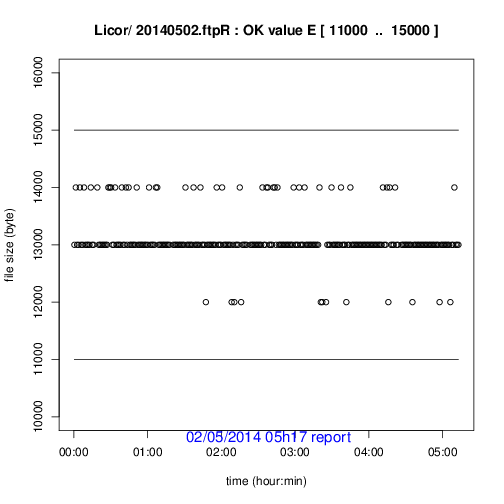 Licor/ 20140502.ftpR : OK value E [ 11000 .. 15000 ]
file size (byte)
16000
15000
14000
13000
12000
11000
10000
02/05/2014 05h17 report
00:00 01:00 02:00 03:00 04:00 05:00
time (hour:min)